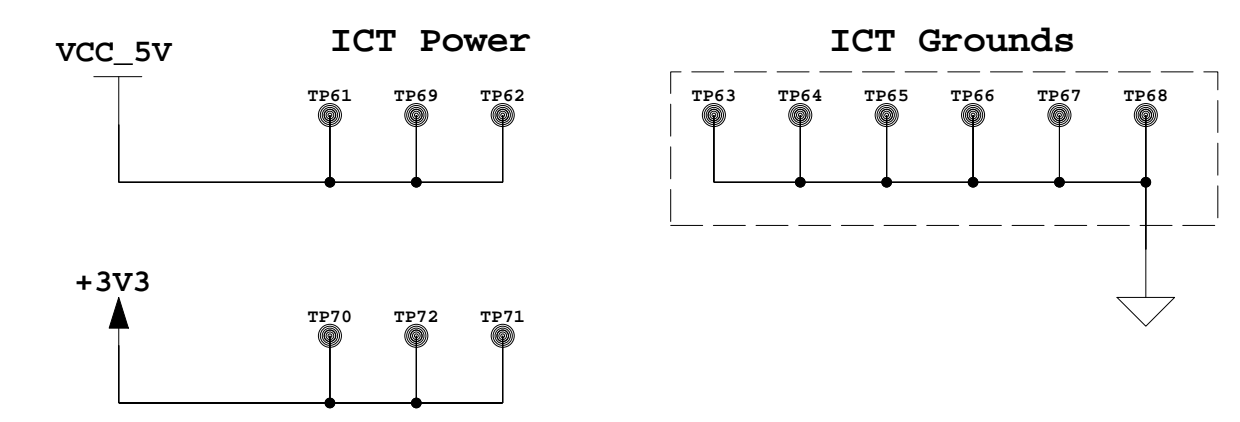 ICT Power
VCC_5V
TP61 TP69 TP62
+3V3
TP70 TP72 TP71
ICT Grounds
TP63 TP64 TP65 TP66 TP67 TP68